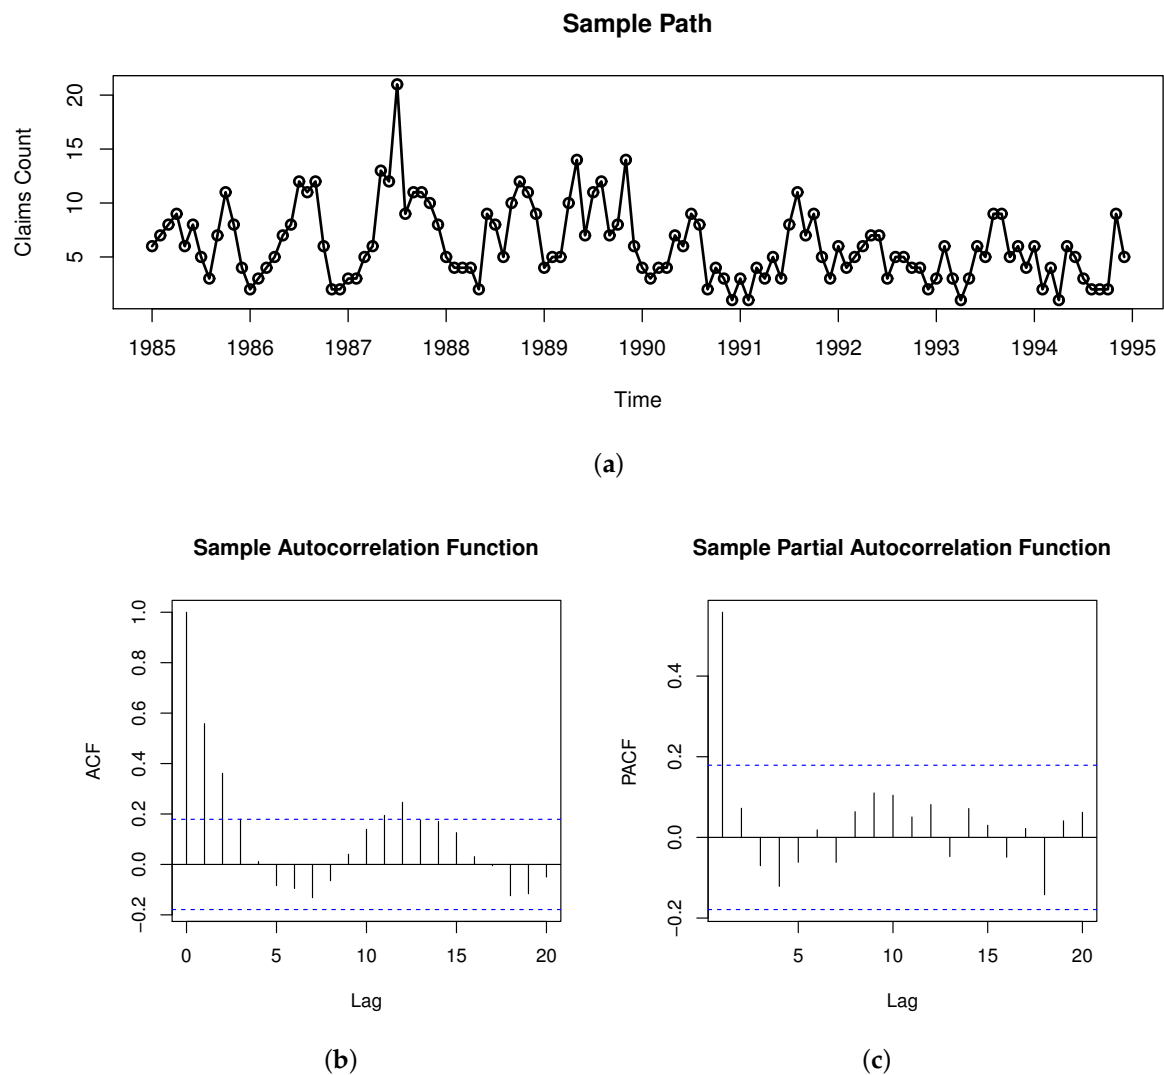 Sample Path
Claims Count
5
10
15
20
1985 1986 1987 1988 1989 1990 1991 1992 1993 1994 1995
Time
(a)
Sample Autocorrelation Function
ACF
−0.2
0.0
0.2
0.4
0.6
0.8
1.0
0 5 10 15 20
Lag
(b)
Sample Partial Autocorrelation Function
PACF
−0.2
0.0
0.2
0.4
5 10 15 20
Lag
(c)